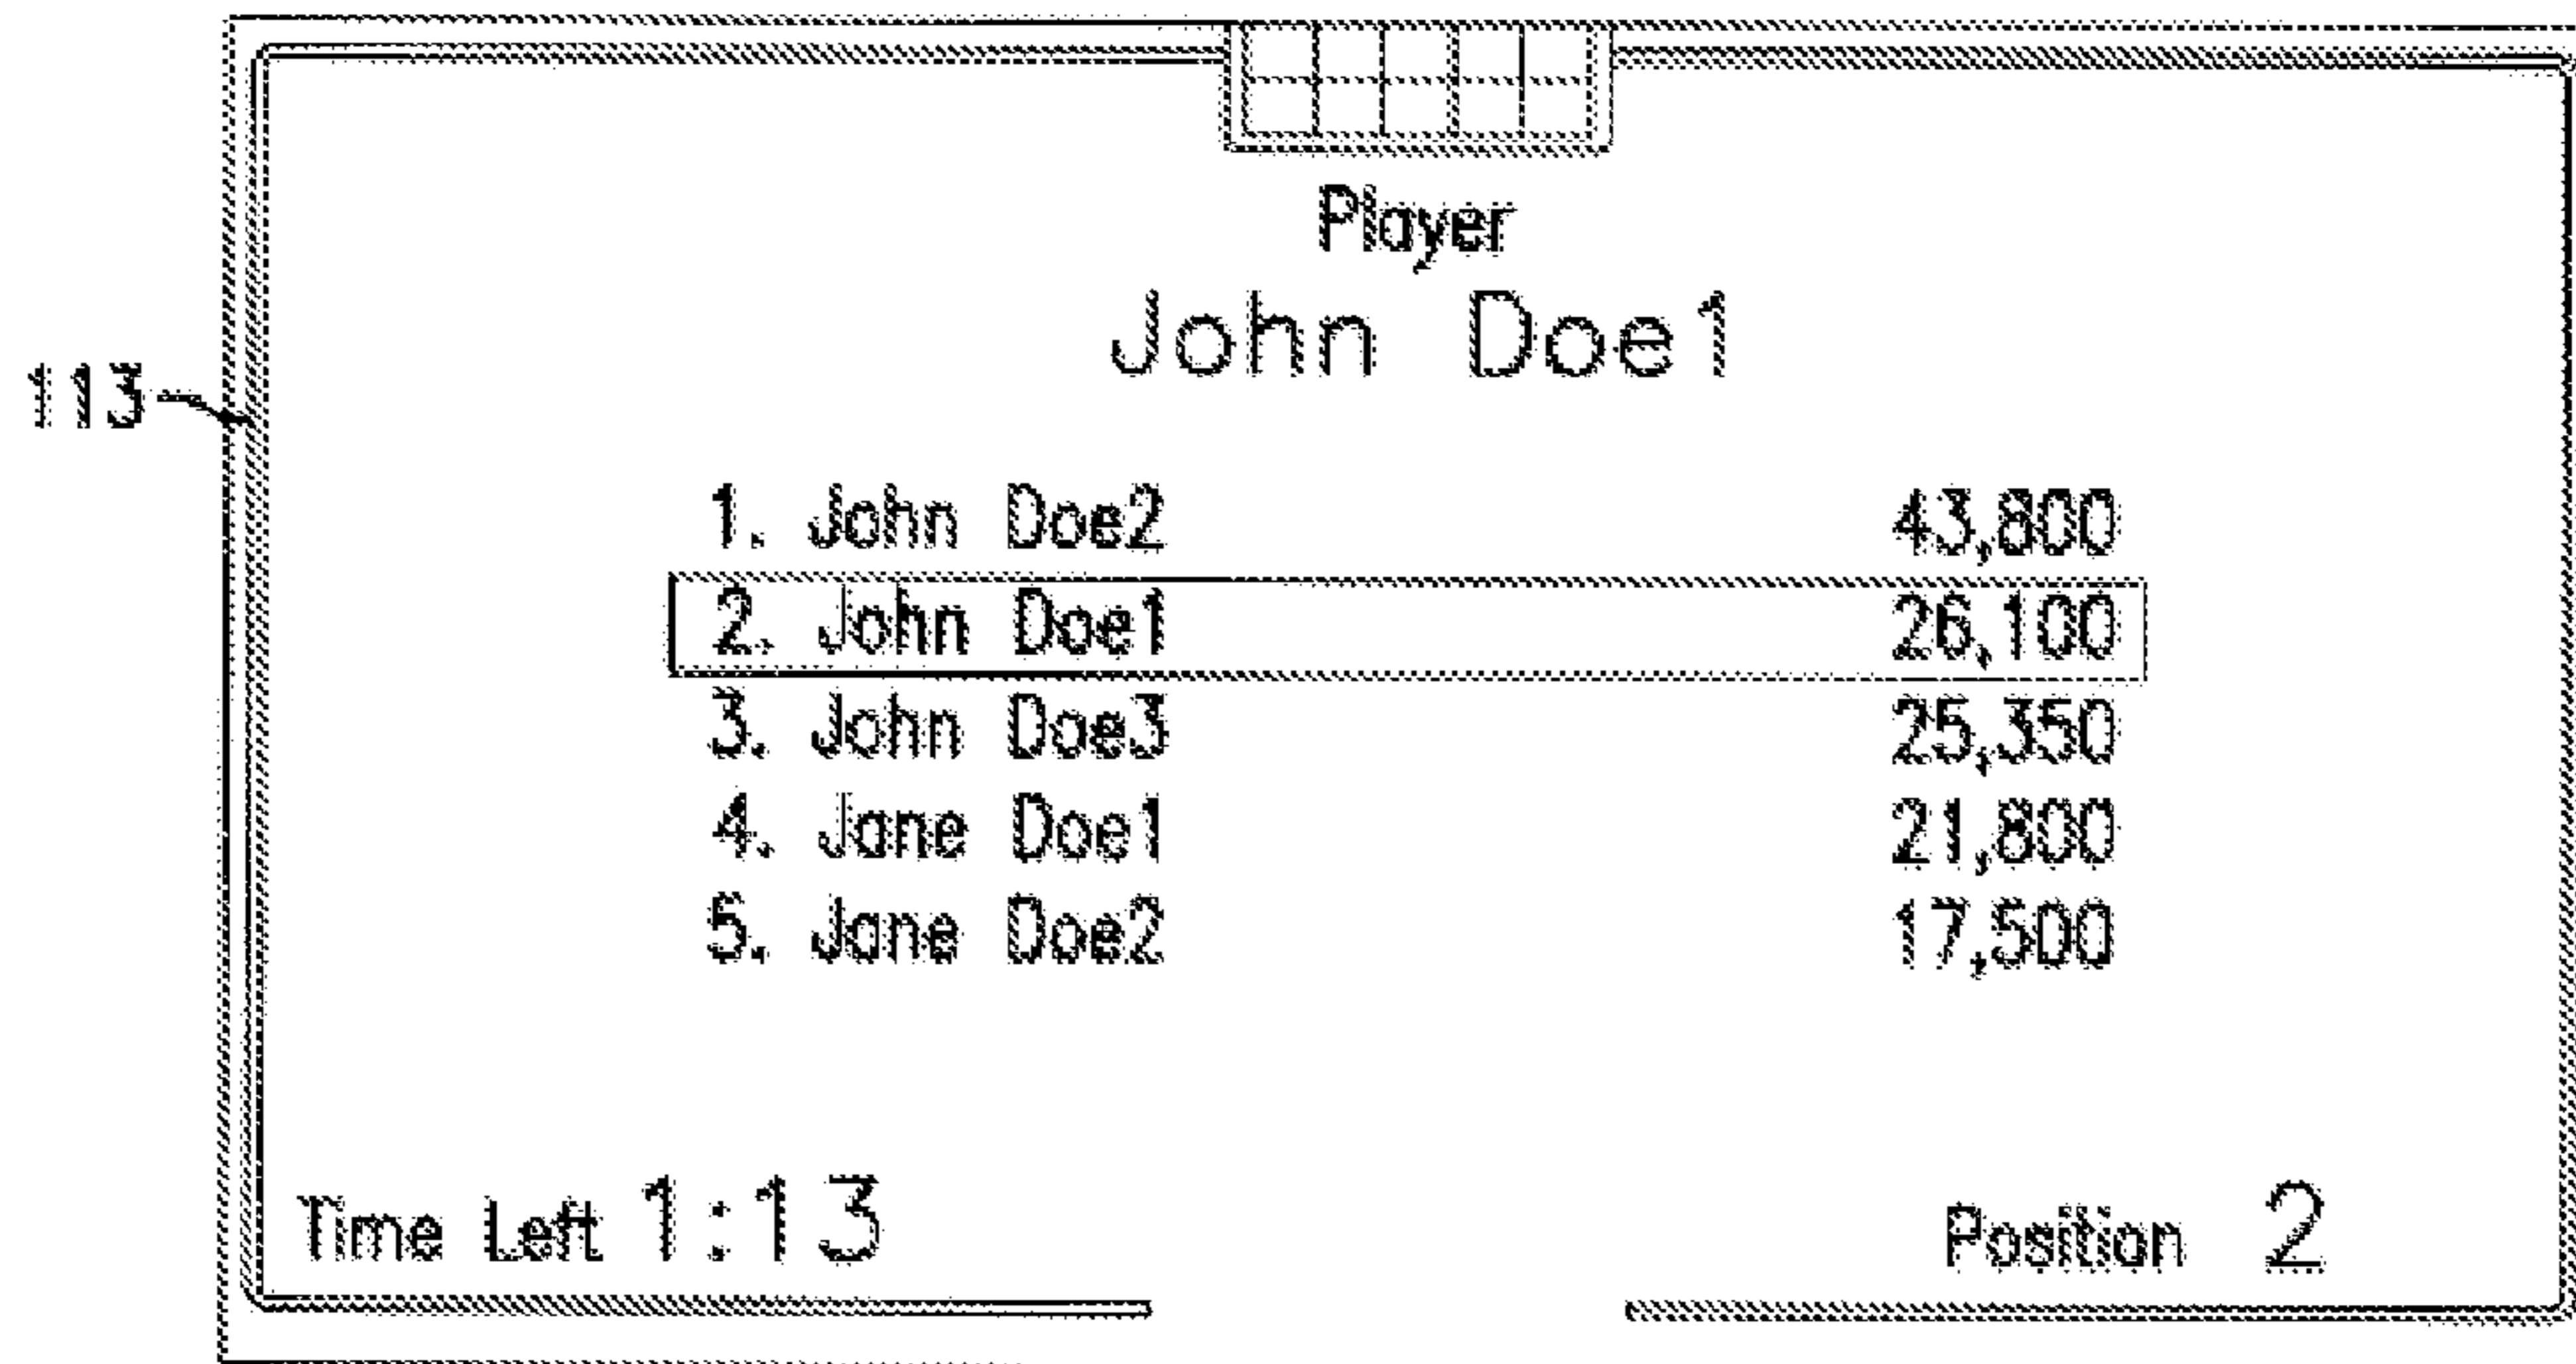 Player
John Doe1
113
1. John Doe2 43,800
2. John Doe1 26,100
3. John Doe3 25,350
4. Jane Doe1 21,800
5. Jane Doe2 17,500
Time Left 1:13 Position 2